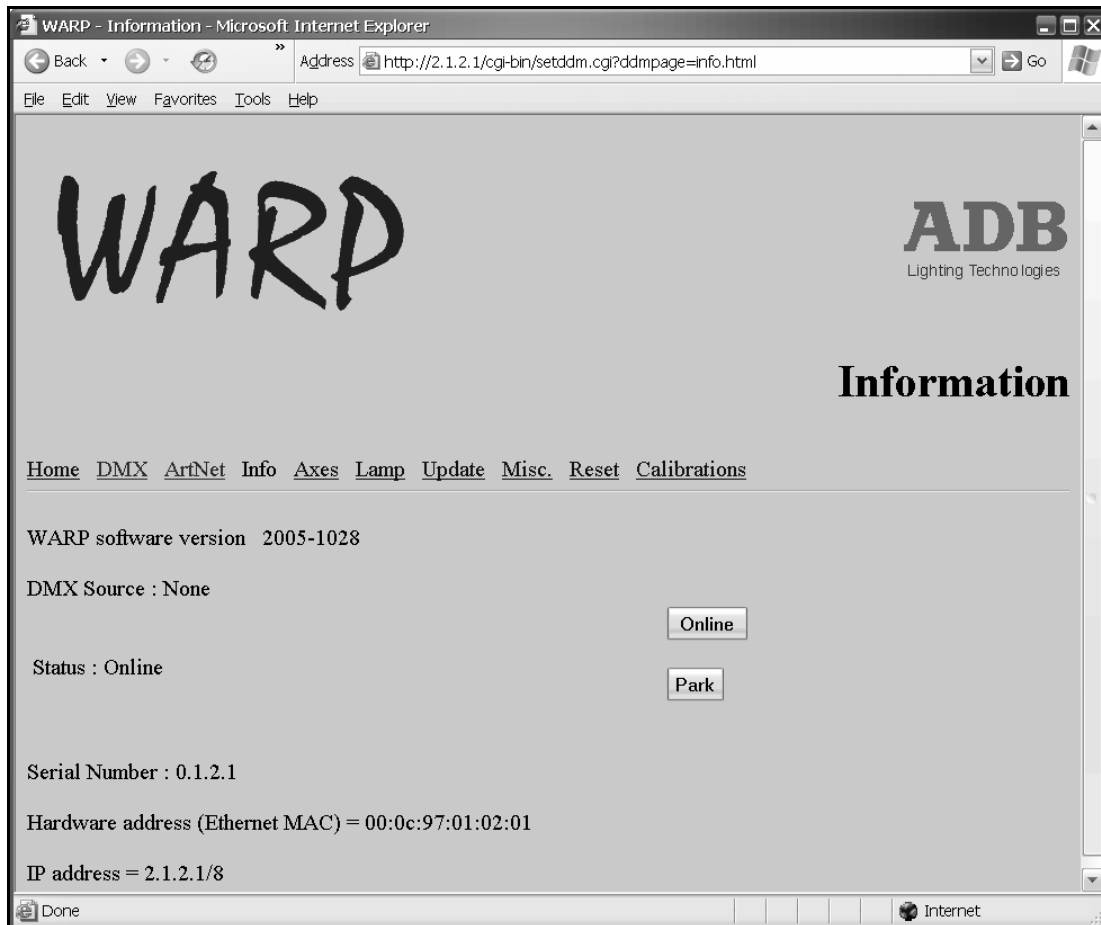 WARP - Information - Microsoft Internet Explorer
Back » Address http://2.1.2.1/cgi-bin/setddm.cgi?ddmpage=info.html Go
File Edit View Favorites Tools Help
WARP
ADB
Lighting Technologies
Information
Home DMX ArtNet Info Axes Lamp Update Misc. Reset Calibrations
WARP software version 2005-1028
DMX Source : None
Online
Status : Online
Park
Serial Number : 0.1.2.1
Hardware address (Ethernet MAC) = 00:0c:97:01:02:01
IP address = 2.1.2.1/8
Done Internet